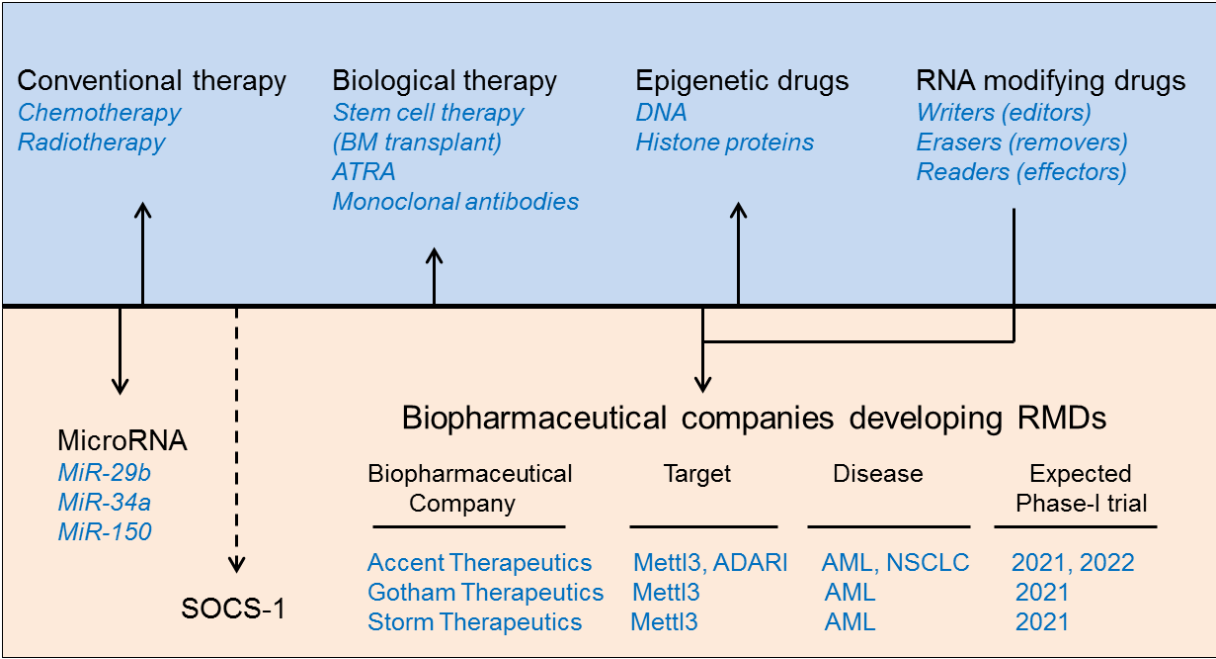 Conventional therapy
Chemotherapy
Radiotherapy
Biological therapy
Stem cell therapy
(BM transplant)
ATRA
Monoclonal antibodies
Epigenetic drugs
DNA
Histone proteins
RNA modifying drugs
Writers (editors)
Erasers (removers)
Readers (effectors)
MicroRNA
MiR-29b
MiR-34a
MiR-150
SOCS-1
Biopharmaceutical companies developing RMDs
Biopharmaceutical Company Target Disease Expected Phase-I trial
Accent Therapeutics Mettl3, ADARI AML, NSCLC 2021, 2022
Gotham Therapeutics Mettl3 AML 2021
Storm Therapeutics Mettl3 AML 2021